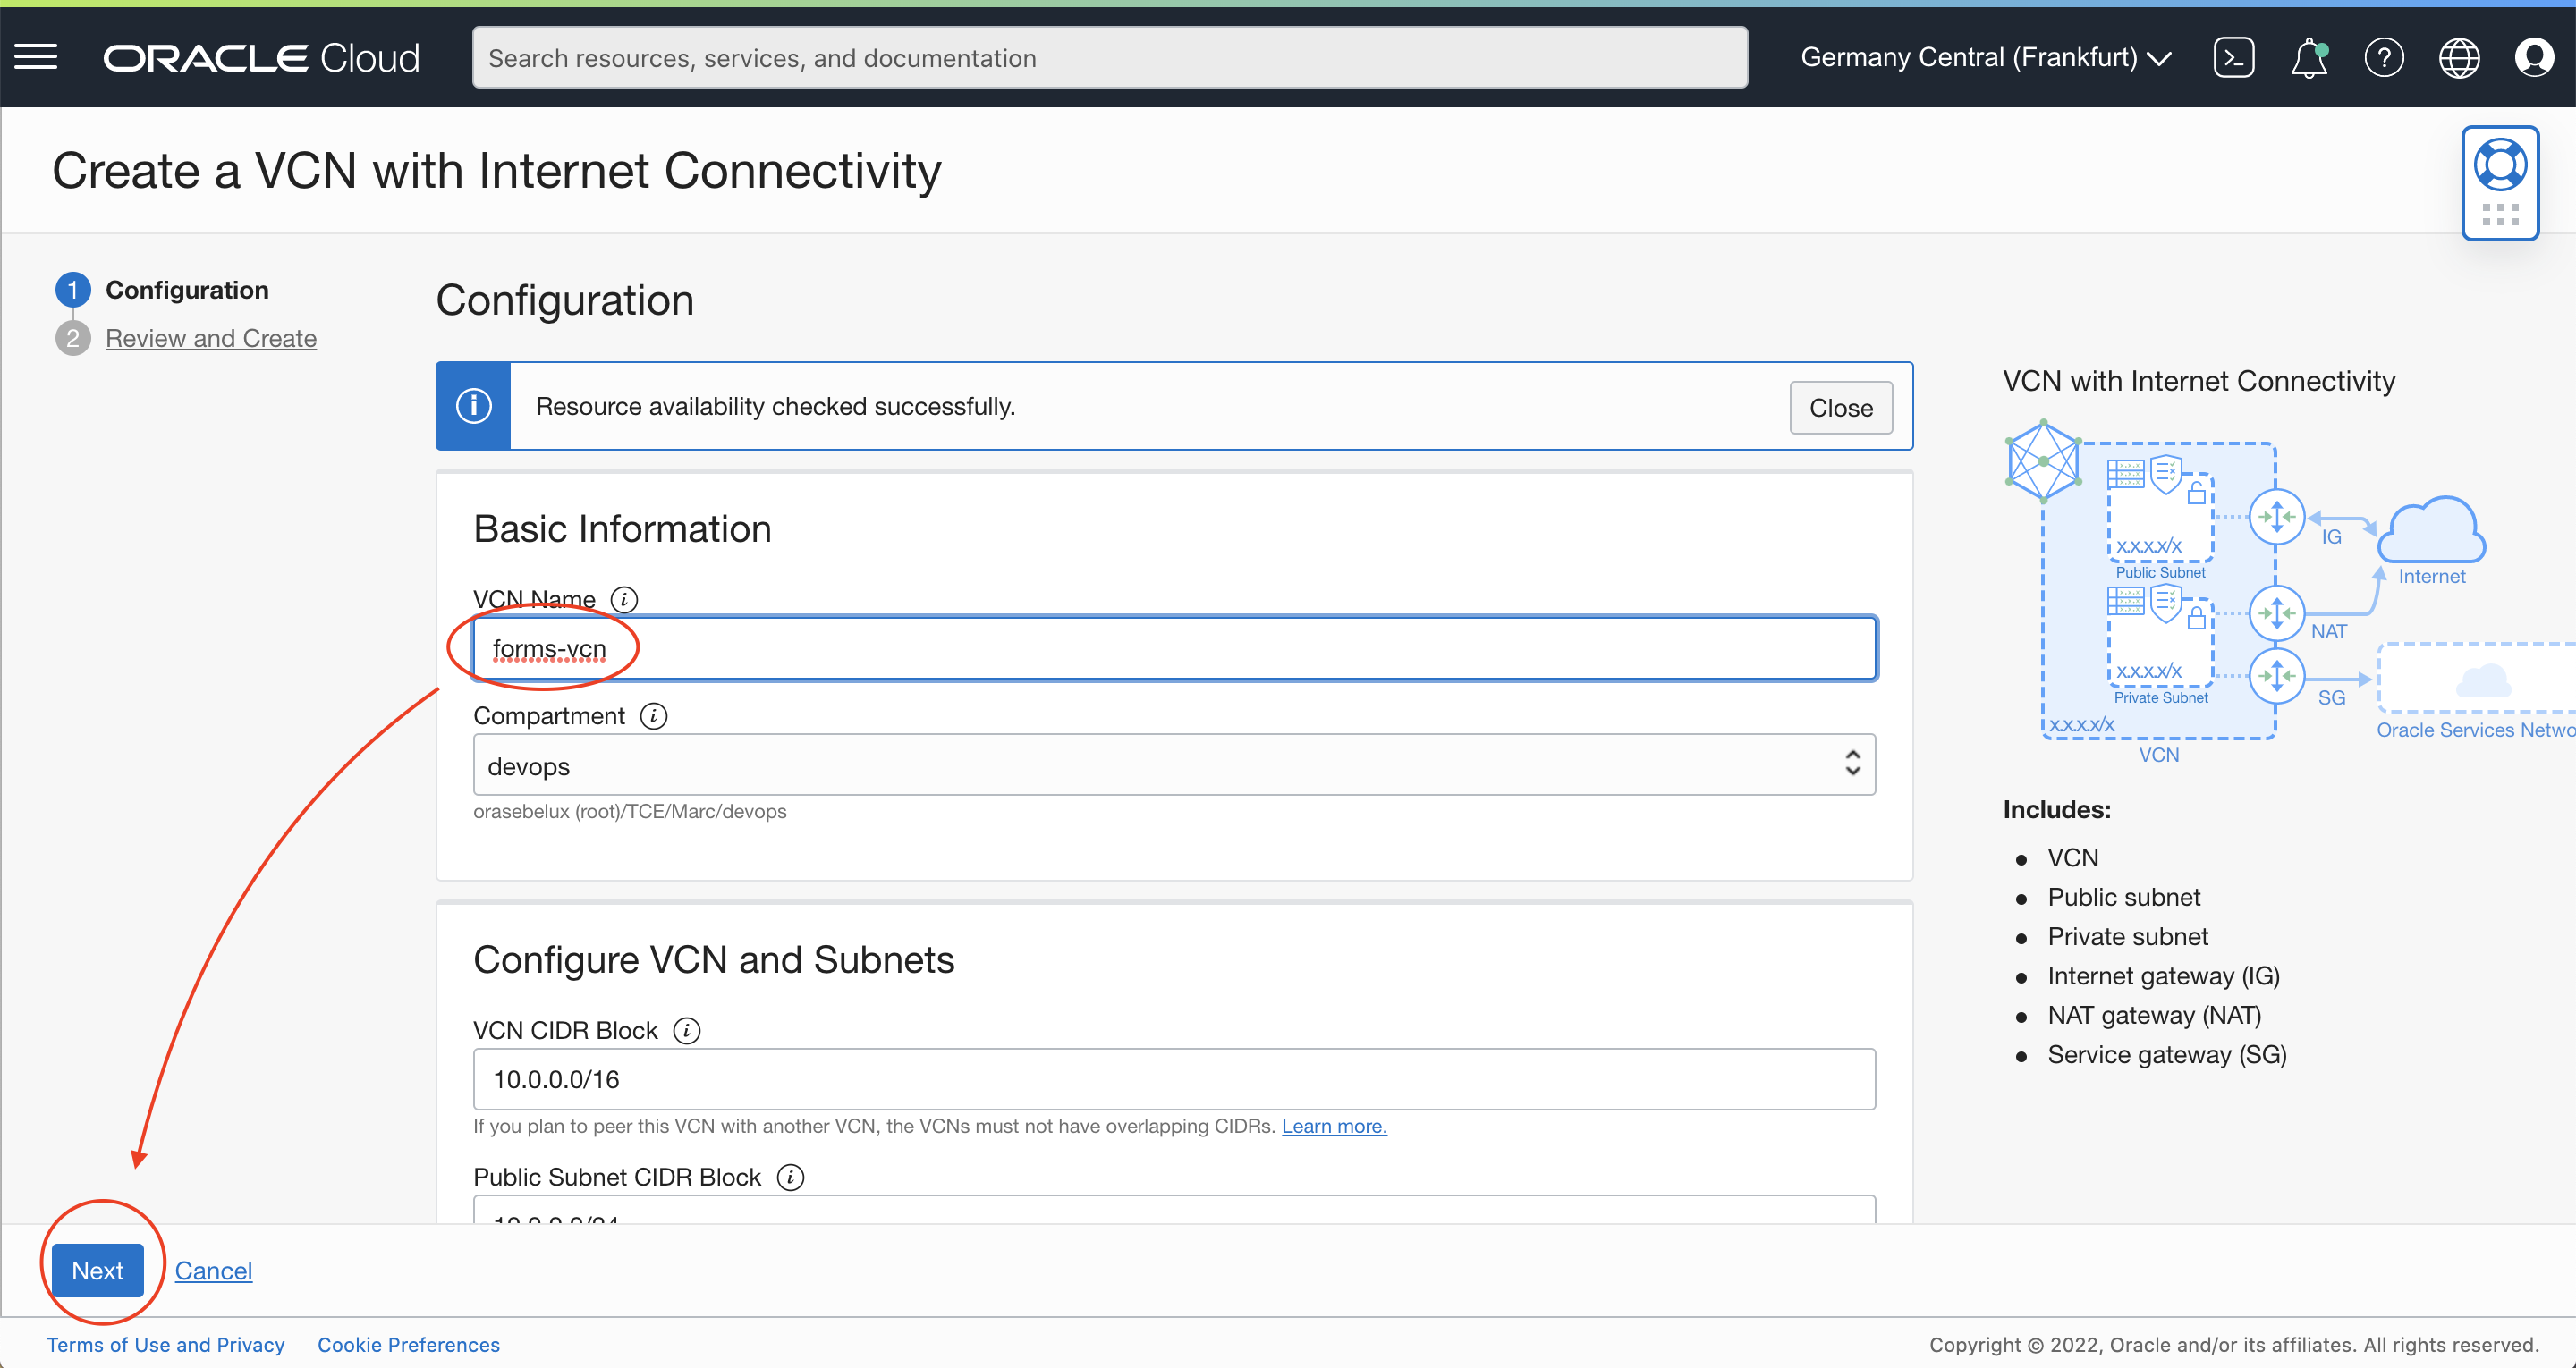 ORACLE Cloud
Search resources, services, and documentation
Germany Central (Frankfurt)
Create a VCN with Internet Connectivity
1 Configuration
2 Review and Create
Configuration
Resource availability checked successfully.
Close
Basic Information
VCN Name
forms-vcn
Compartment
devops
orasebelux (root)/TCE/Marc/devops
Configure VCN and Subnets
VCN CIDR Block
10.0.0.0/16
If you plan to peer this VCN with another VCN, the VCNs must not have overlapping CIDRs. Learn more.
Public Subnet CIDR Block
VCN with Internet Connectivity
x.x.x.x/x
Public Subnet
IG
Internet
NAT
x.x.x.x/x
Private Subnet
SG
x.x.x.x/x
VCN
Oracle Services Netwo
Includes:
VCN
Public subnet
Private subnet
Internet gateway (IG)
NAT gateway (NAT)
Service gateway (SG)
Next
Cancel
Terms of Use and Privacy
Cookie Preferences
Copyright © 2022, Oracle and/or its affiliates. All rights reserved.